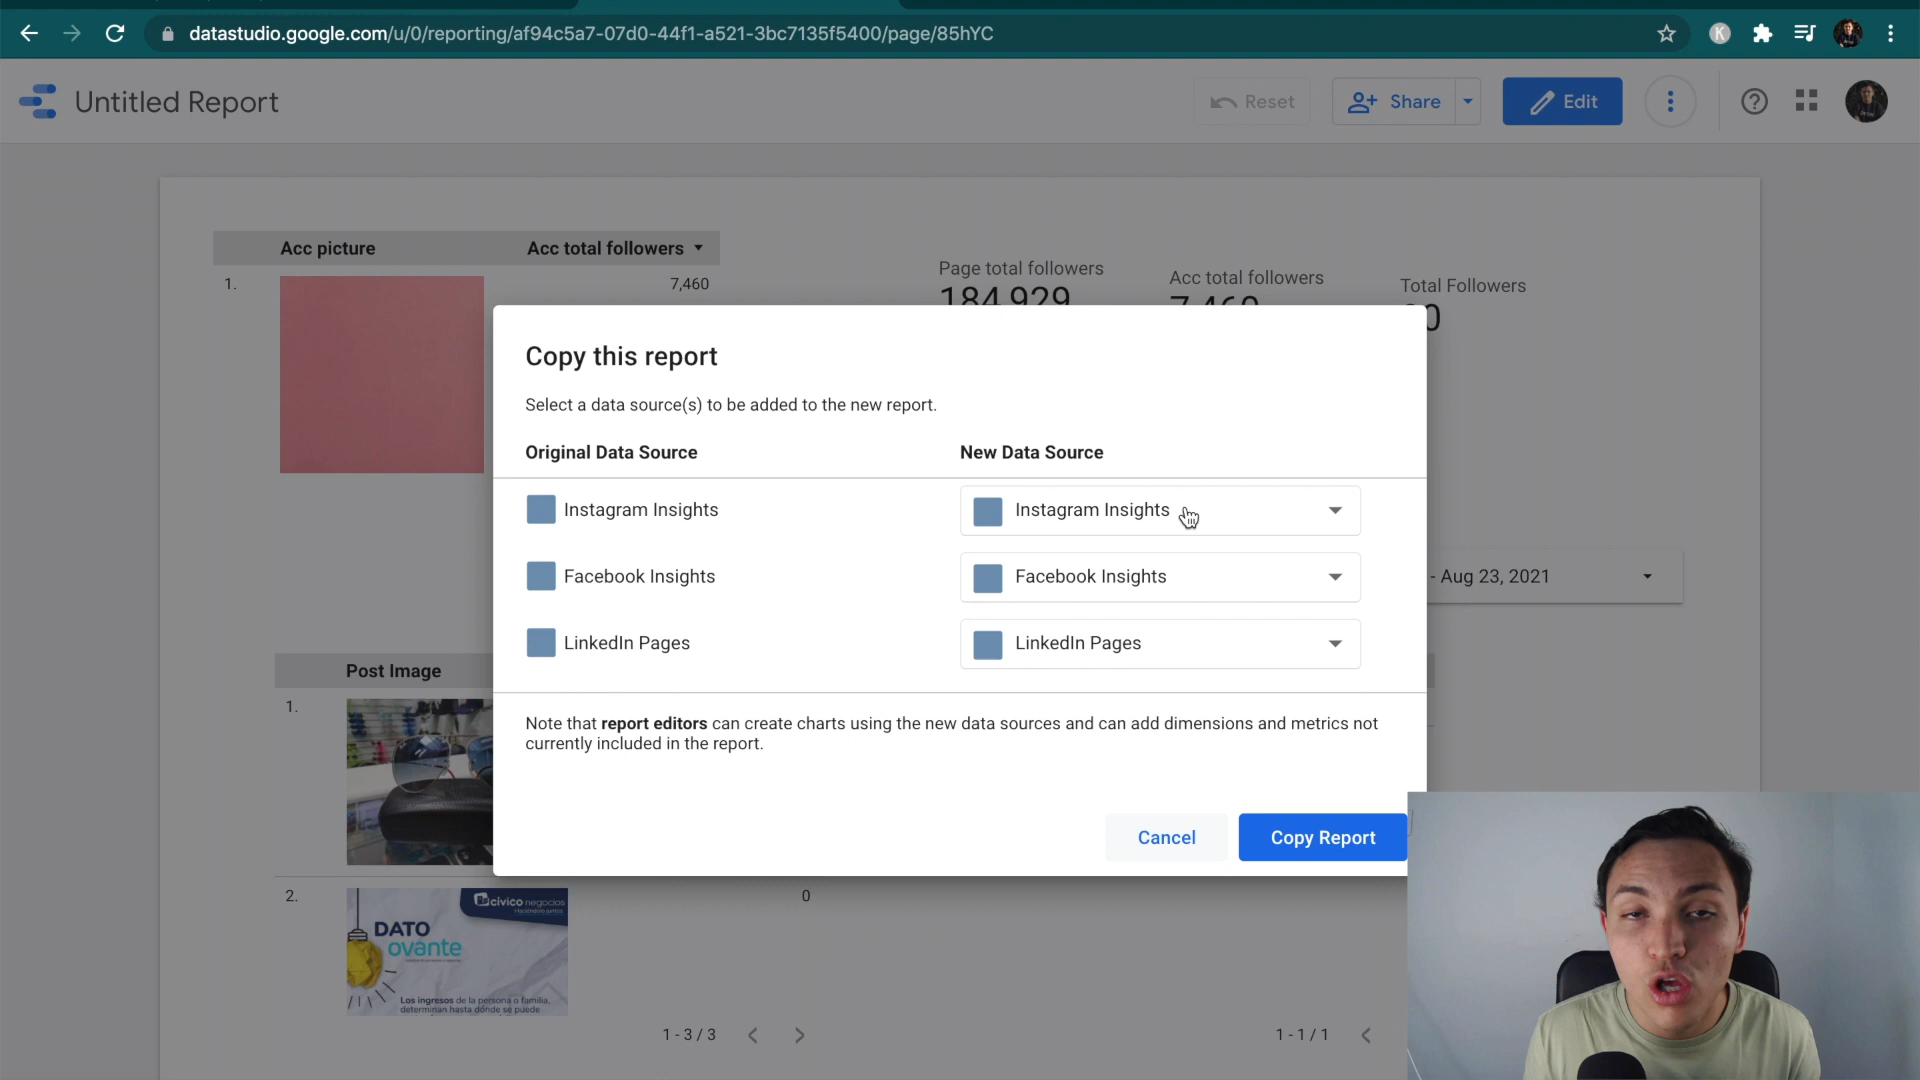 datastudio.google.com/u/0/reporting/af94c5a7-07d0-44f1-a521-3bc7135f5400/page/85hYC
K
Untitled Report
Reset
Share
Edit
Acc picture
Acc total followers
1.
7,460
Page total followers
184,929
Acc total followers
7,460
Total Followers
Copy this report
Select a data source(s) to be added to the new report.
Original Data Source
New Data Source
Instagram Insights
Instagram Insights
Facebook Insights
Facebook Insights
LinkedIn Pages
LinkedIn Pages
- Aug 23, 2021
Note that report editors can create charts using the new data sources and can add dimensions and metrics not
currently included in the report.
Cancel
Copy Report
Post Image
1.
2.
0
cívico negocios
Haciéndolo juntos
DATO
ovante
Los ingresos de la persona o familia,
determinan hasta dónde se puede
1 - 3 / 3
1 - 1 / 1